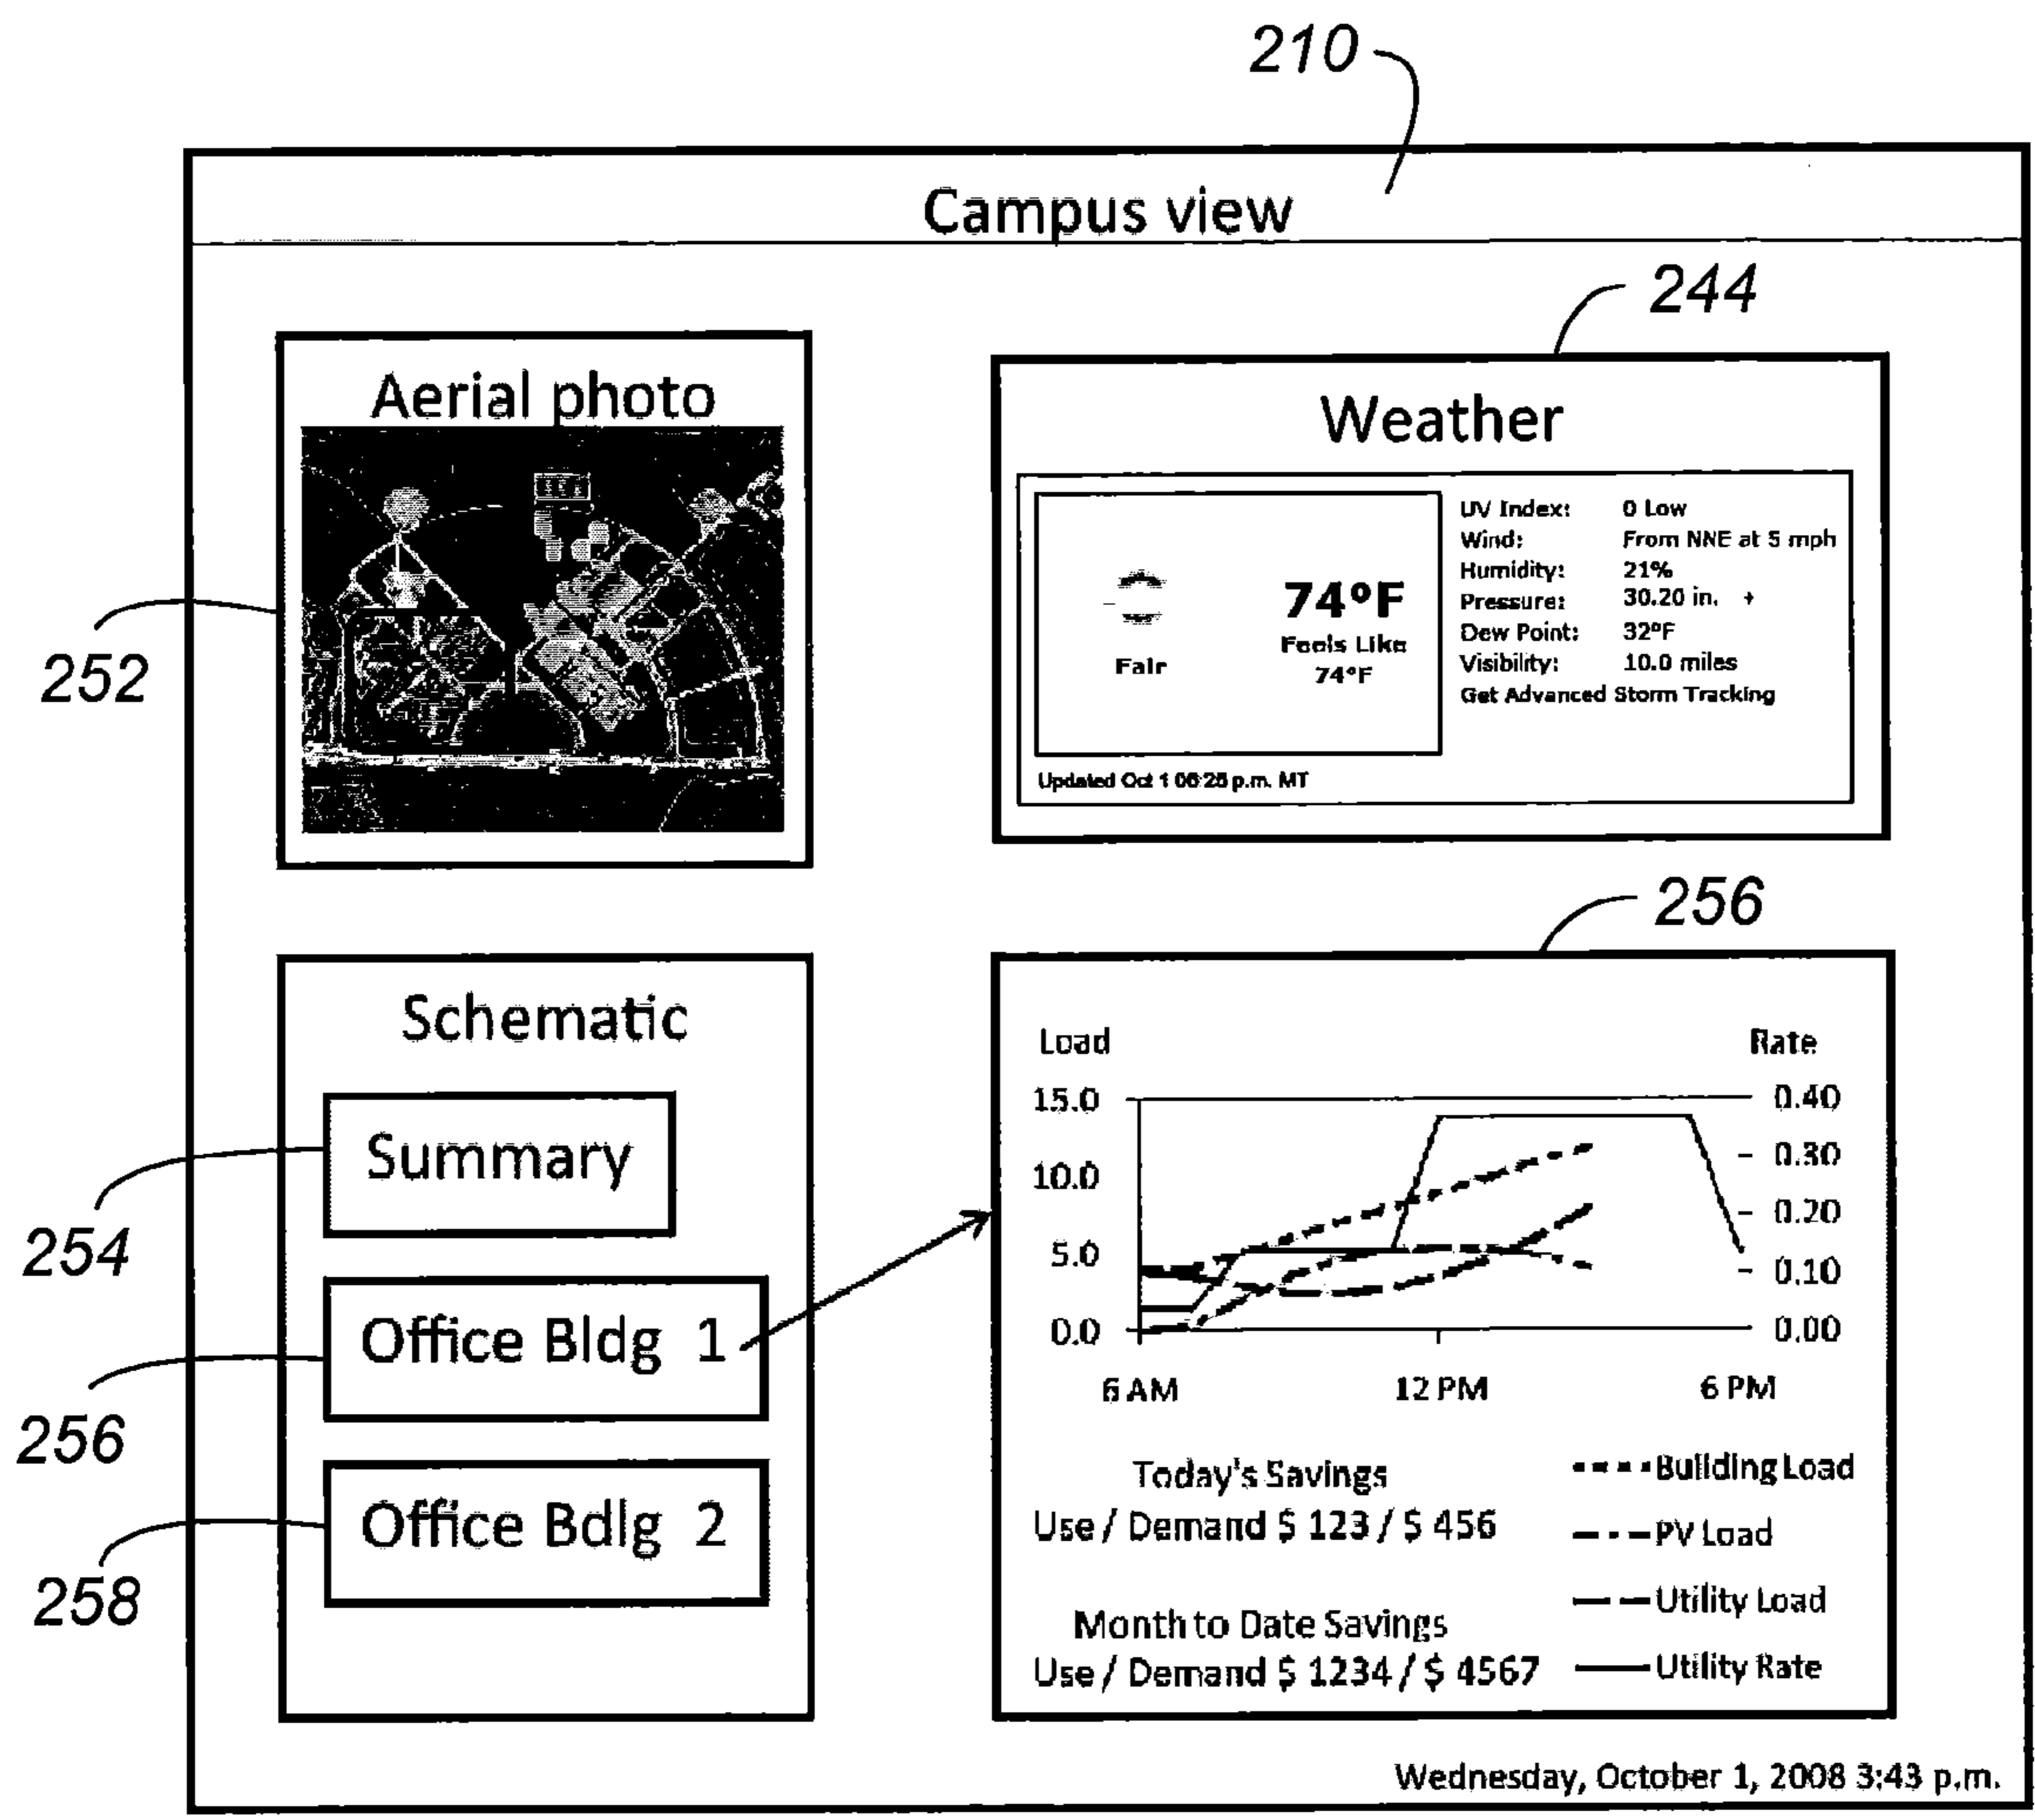 210
Campus view
244
Aerial photo
252
Weather
Fair
74°F
Feels Like
74°F
UV Index: 0 Low
Wind: From NNE at 5 mph
Humidity: 21%
Pressure: 30.20 in. +
Dew Point: 32°F
Visibility: 10.0 miles
Get Advanced Storm Tracking
Updated Oct 1 06:25 p.m. MT
Schematic
Summary
254
Office Bldg 1
256
Office Bdlg 2
258
256
Load Rate
15.0 0.40
0.30
10.0
0.20
5.0
0.10
0.0 0.00
6 AM 12 PM 6 PM
Today's Savings
Use / Demand $ 123 / $ 456
Month to Date Savings
Use / Demand $ 1234 / $ 4567
Building Load
PV Load
Utility Load
Utility Rate
Wednesday, October 1, 2008 3:43 p.m.